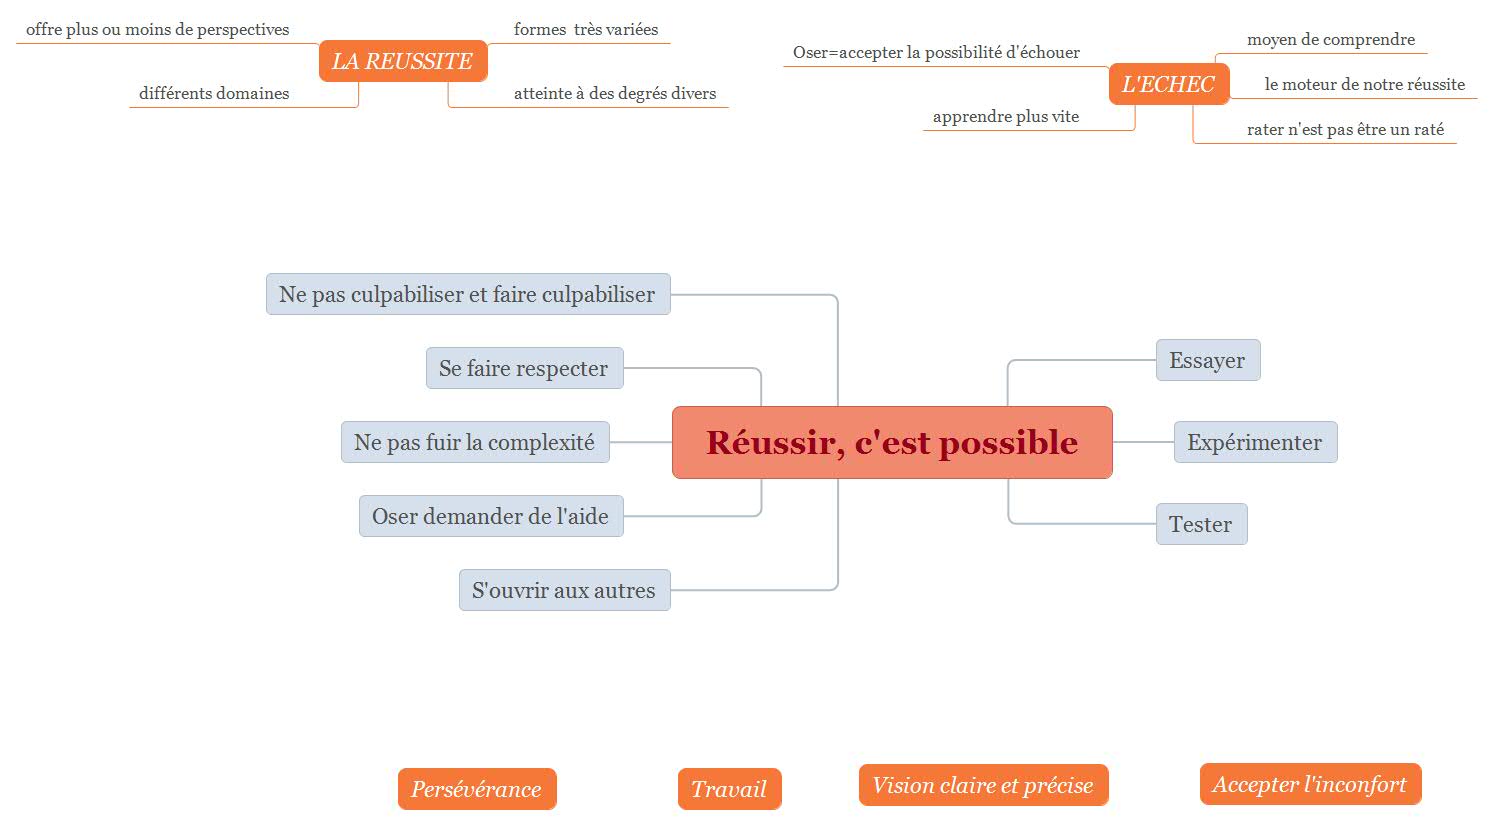 offre plus ou moins de perspectives
LA REUSSITE
formes très variées
différents domaines
atteinte à des degrés divers
Oser=accepter la possibilité d'échouer
L'ECHEC
moyen de comprendre
le moteur de notre réussite
apprendre plus vite
rater n'est pas être un raté
Ne pas culpabiliser et faire culpabiliser
Se faire respecter
Ne pas fuir la complexité
Oser demander de l'aide
S'ouvrir aux autres
Réussir, c'est possible
Essayer
Expérimenter
Tester
Persévérance
Travail
Vision claire et précise
Accepter l'inconfort